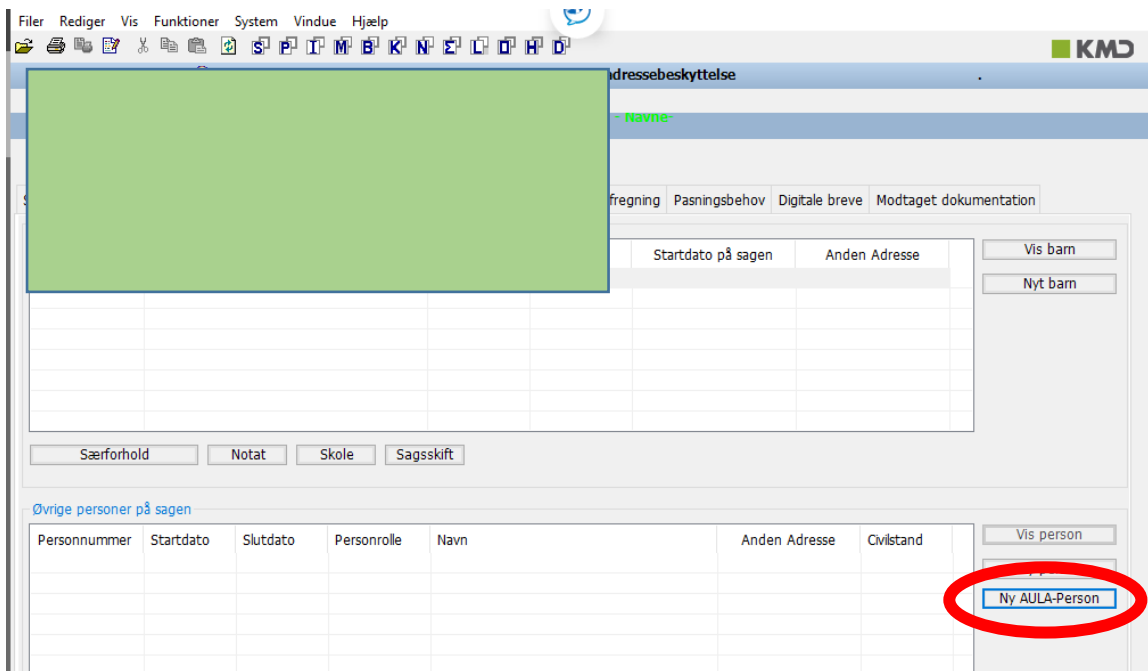 Filer Rediger Vis Funktioner System Vindue Hjælp
S P I M B K N Σ L O H D
KMD
dressebeskyttelse .
- Navne-
fregning Pasningsbehov Digitale breve Modtaget dokumentation
Startdato på sagen Anden Adresse
Vis barn
Nyt barn
Særforhold Notat Skole Sagsskift
Øvrige personer på sagen
Personnummer Startdato Slutdato Personrolle Navn Anden Adresse Civilstand
Vis person
Ny AULA-Person